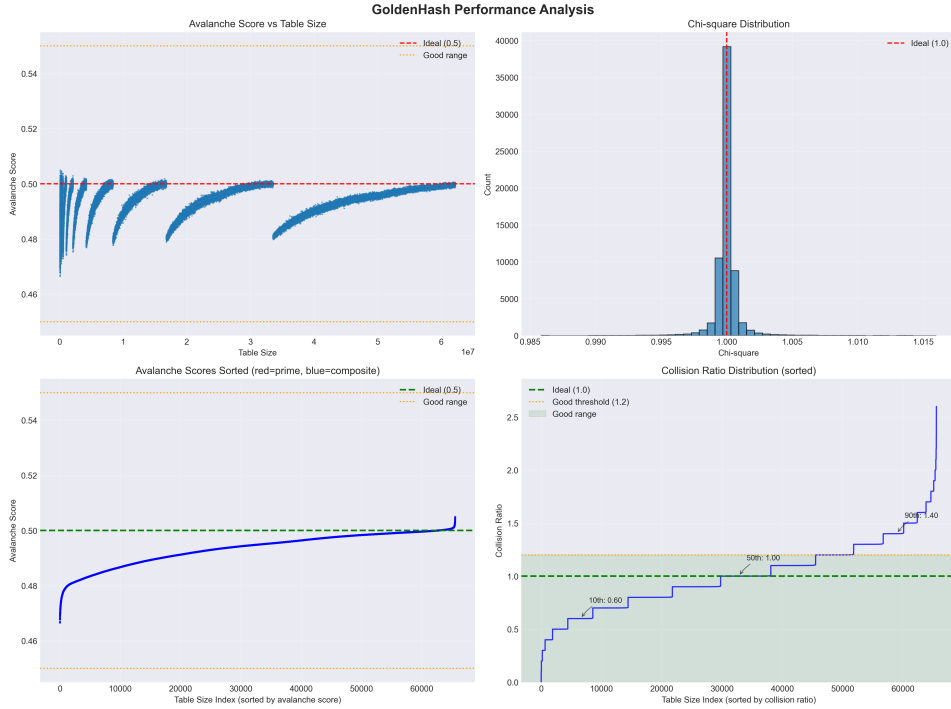 GoldenHash Performance Analysis
Avalanche Score vs Table Size
Ideal (0.5)
Good range
Avalanche Score
0.54
0.52
0.50
0.48
0.46
0
1
2
3
4
5
6
1e7
Table Size
Chi-square Distribution
Ideal (1.0)
Count
40000
35000
30000
25000
20000
15000
10000
5000
0
0.985
0.990
0.995
1.000
1.005
1.010
1.015
Chi-square
Avalanche Scores Sorted (red=prime, blue=composite)
Ideal (0.5)
Good range
Avalanche Score
0.54
0.52
0.50
0.48
0.46
0
10000
20000
30000
40000
50000
60000
Table Size Index (sorted by avalanche score)
Collision Ratio Distribution (sorted)
Ideal (1.0)
Good threshold (1.2)
Good range
Collision Ratio
2.5
2.0
1.5
1.0
0.5
0.0
90th: 1.40
50th: 1.00
10th: 0.60
0
10000
20000
30000
40000
50000
60000
Table Size Index (sorted by collision ratio)